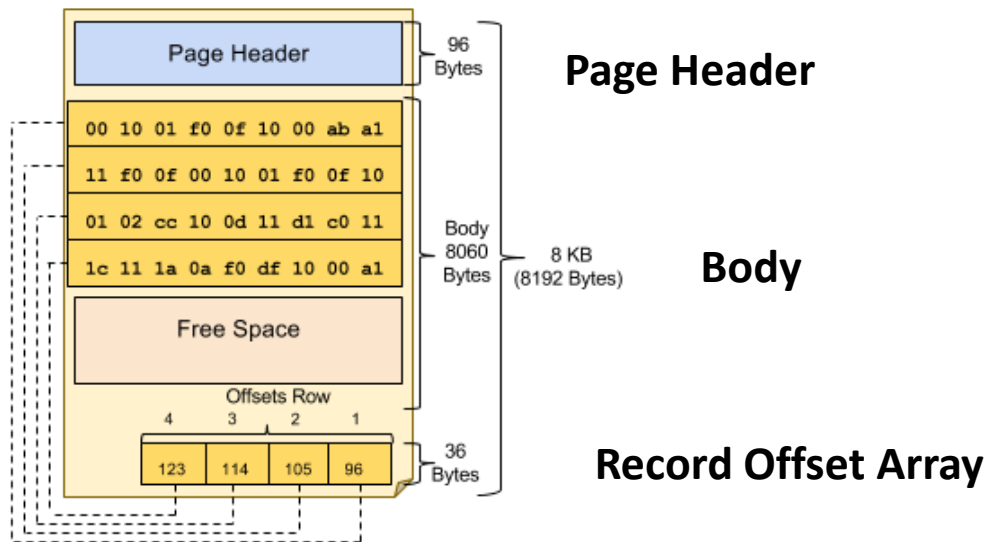 Page Header
96
Bytes
Page Header
00 10 01 f0 0f 10 00 ab a1
11 f0 0f 00 10 01 f0 0f 10
01 02 cc 10 0d 11 d1 c0 11
1c 11 1a 0a f0 df 10 00 a1
Body
8060
Bytes
8 KB
(8192 Bytes)
Body
Free Space
Offsets Row
4 3 2 1
123 114 105 96
36
Bytes
Record Offset Array